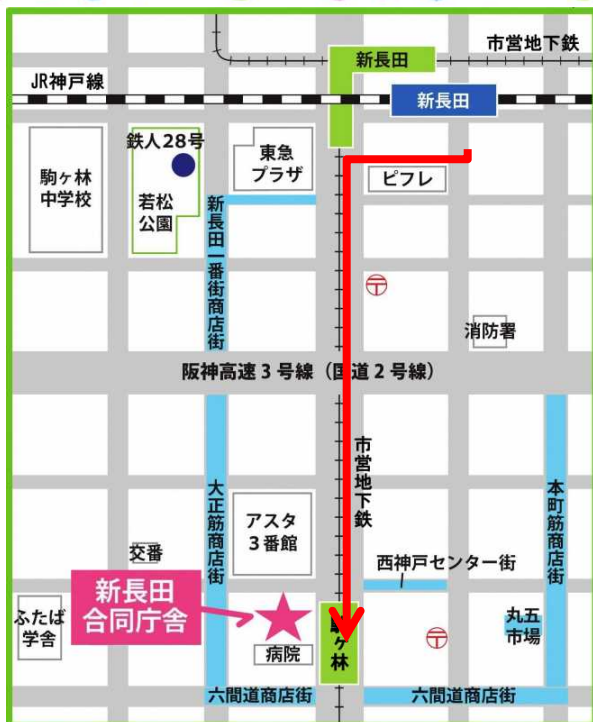 市営地下鉄
新長田
JR神戸線
新長田
鉄人28号
東急
プラザ
ピフレ
駒ヶ林
中学校
若松
公園
新長田一番街商店街
〒
消防署
阪神高速3号線（国道2号線）
市営地下鉄
大正筋商店街
本町筋商店街
アスタ
3番館
交番
西神戸センター街
新長田
合同庁舎
ふたば
学舎
丸五
市場
〒
病院
駒ヶ林
六間道商店街
六間道商店街